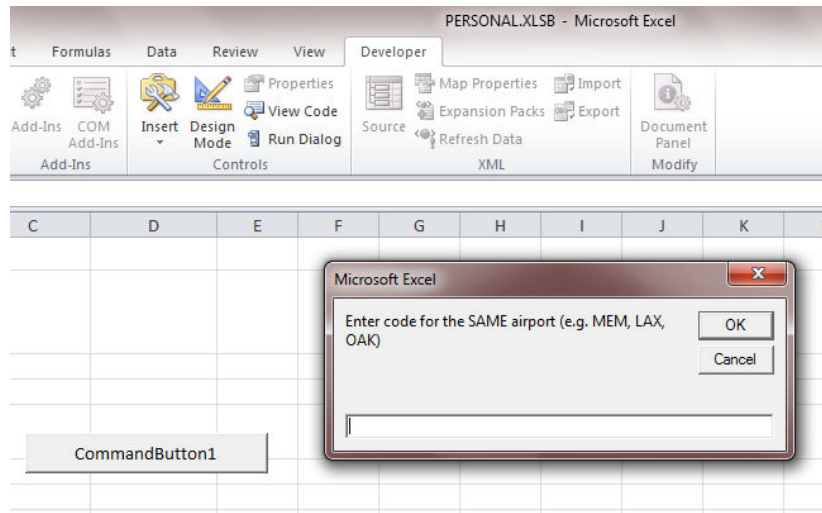 PERSONAL.XLSB - Microsoft Excel
t Formulas Data Review View Developer
Properties Map Properties Import
View Code Expansion Packs Export
Add-Ins COM Add-Ins Insert Design Mode Run Dialog Source Refresh Data Document Panel
Add-Ins Controls XML Modify
C D E F G H I J K
Microsoft Excel
Enter code for the SAME airport (e.g. MEM, LAX,
OAK)
OK
Cancel
CommandButton1